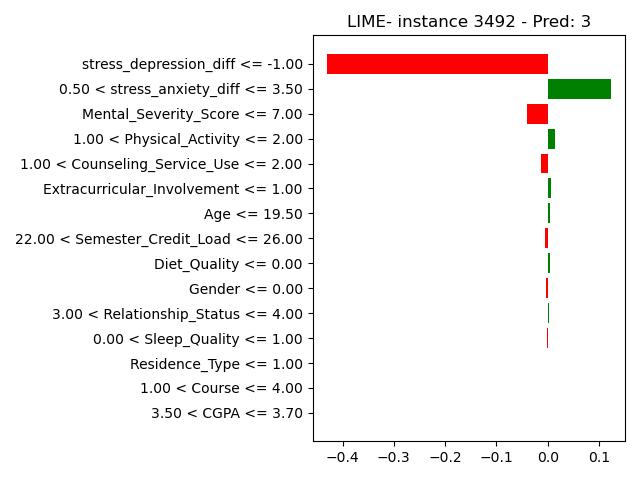 LIME- instance 3492 - Pred: 3
stress_depression_diff <= -1.00
0.50 < stress_anxiety_diff <= 3.50
Mental_Severity_Score <= 7.00
1.00 < Physical_Activity <= 2.00
1.00 < Counseling_Service_Use <= 2.00
Extracurricular_Involvement <= 1.00
Age <= 19.50
22.00 < Semester_Credit_Load <= 26.00
Diet_Quality <= 0.00
Gender <= 0.00
3.00 < Relationship_Status <= 4.00
0.00 < Sleep_Quality <= 1.00
Residence_Type <= 1.00
1.00 < Course <= 4.00
3.50 < CGPA <= 3.70
−0.4 −0.3 −0.2 −0.1 0.0 0.1